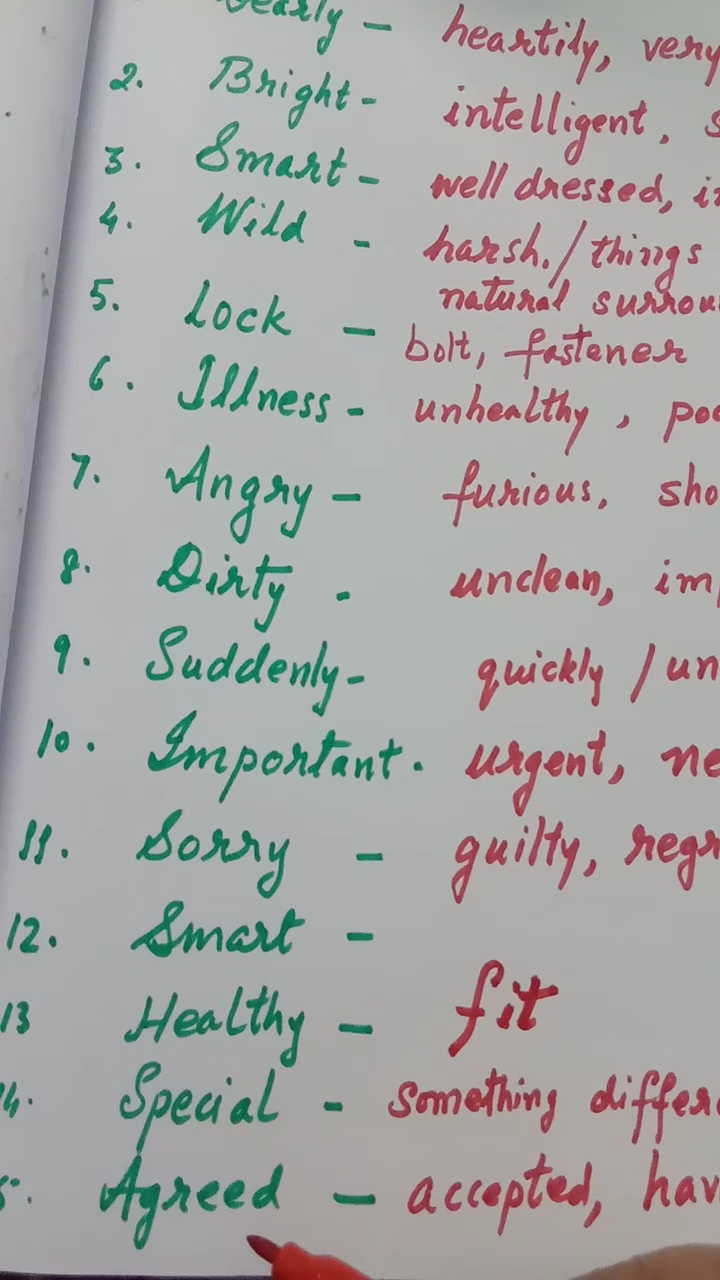 – heartily, very
2. Bright - intelligent,
3. Smart - well dressed,
4. Wild - harsh. / things
natural
5. Lock - bolt, fastener
6. Illness - unhealthy,
7. Angry - furious,
8. Dirty - unclean,
9. Suddenly - quickly /
10. Important. urgent,
11. Sorry - guilty,
12. Smart -
13 Healthy - fit
14. Special - something
Agreed - accepted,